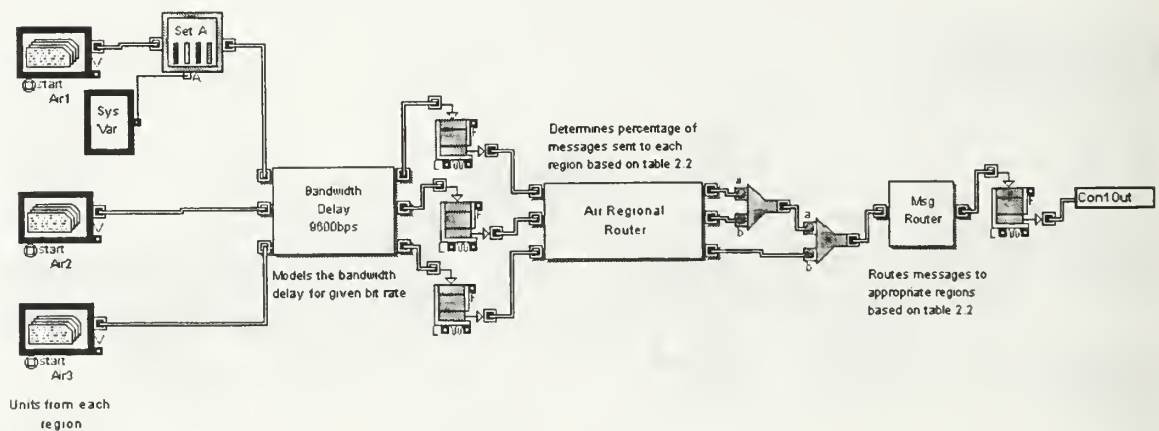 Set A
A
V
start
Air1
Sys
Var
V
start
Air2
V
start
Air3
Units from each
region
Bandwidth
Delay
9600bps
Models the bandwidth
delay for given bit rate
F
L W
F
L W
F
L W
Determines percentage of
messages sent to each
region based on table 2.2
Air Regional
Router
a
b
a
b
Msg
Router
Routes messages to
appropriate regions
based on table 2.2
F
L W
Con10ut